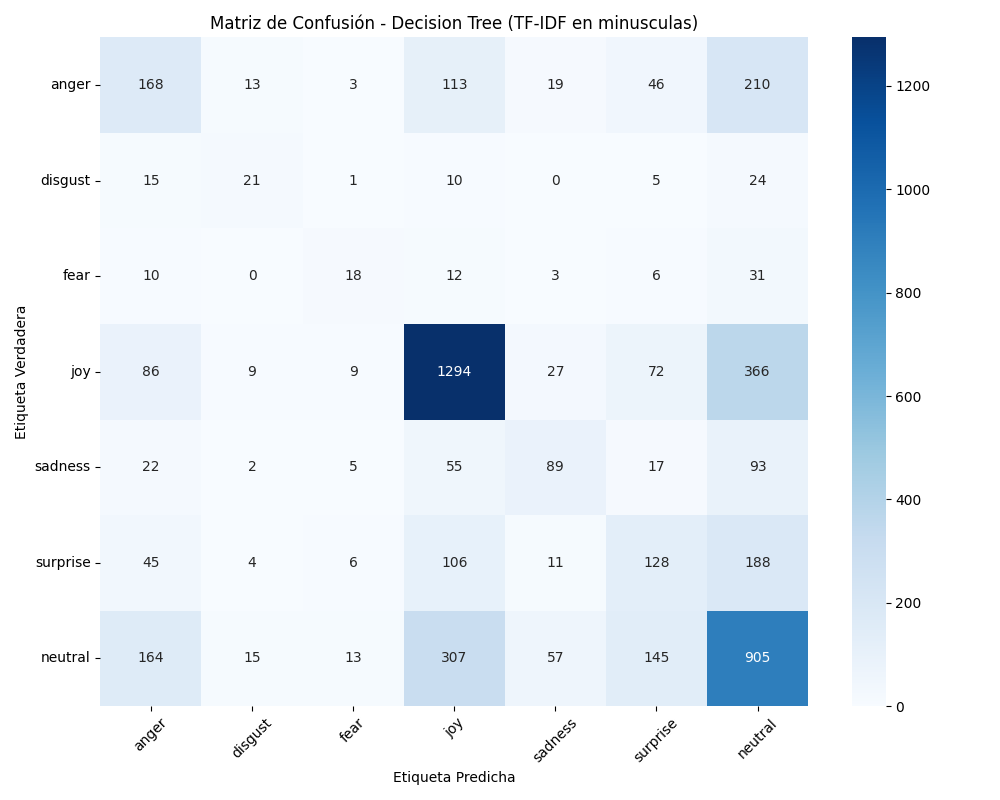 Matriz de Confusión - Decision Tree (TF-IDF en minusculas)
anger 168 13 3 113 19 46 210
disgust 15 21 1 10 0 5 24
fear 10 0 18 12 3 6 31
joy 86 9 9 1294 27 72 366
sadness 22 2 5 55 89 17 93
surprise 45 4 6 106 11 128 188
neutral 164 15 13 307 57 145 905
anger disgust fear joy sadness surprise neutral
Etiqueta Predicha
Etiqueta Verdadera
1200
1000
800
600
400
200
0